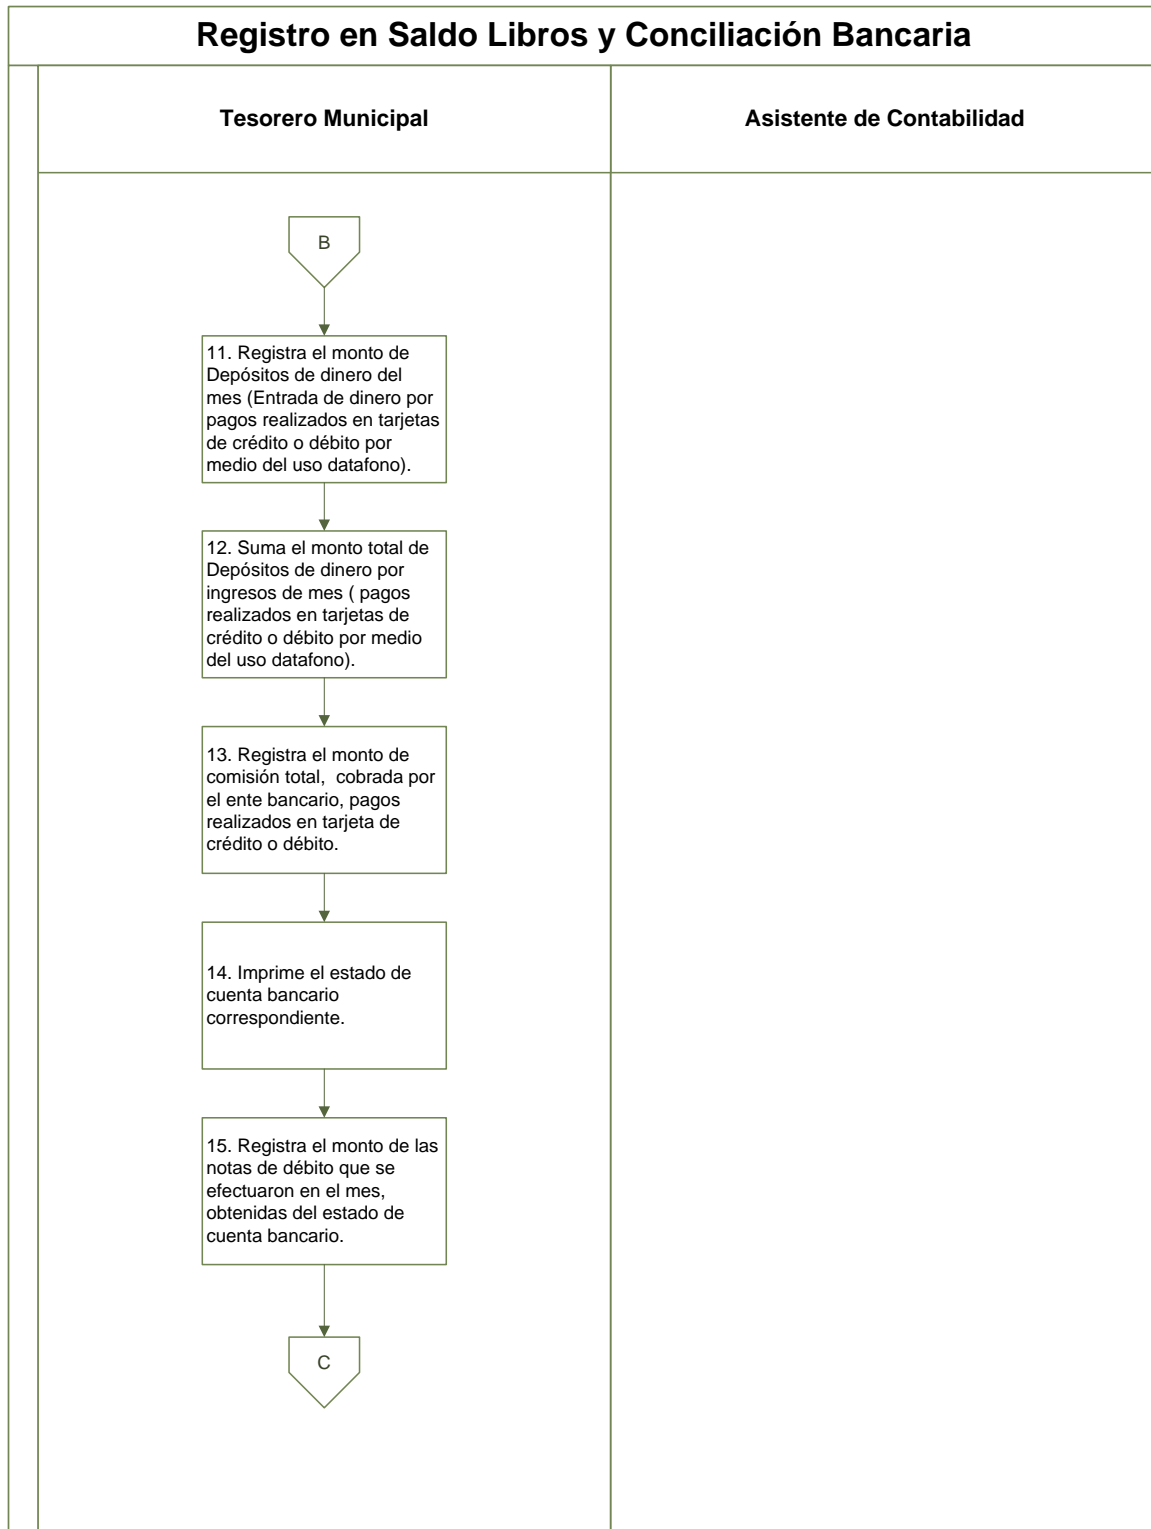 Registro en Saldo Libros y Conciliación Bancaria
Tesorero Municipal
Asistente de Contabilidad
B
11. Registra el monto de
Depósitos de dinero del
mes (Entrada de dinero por
pagos realizados en tarjetas
de crédito o débito por
medio del uso datafono).
12. Suma el monto total de
Depósitos de dinero por
ingresos de mes ( pagos
realizados en tarjetas de
crédito o débito por medio
del uso datafono).
13. Registra el monto de
comisión total,  cobrada por
el ente bancario, pagos
realizados en tarjeta de
crédito o débito.
14. Imprime el estado de
cuenta bancario
correspondiente.
15. Registra el monto de las
notas de débito que se
efectuaron en el mes,
obtenidas del estado de
cuenta bancario.
C